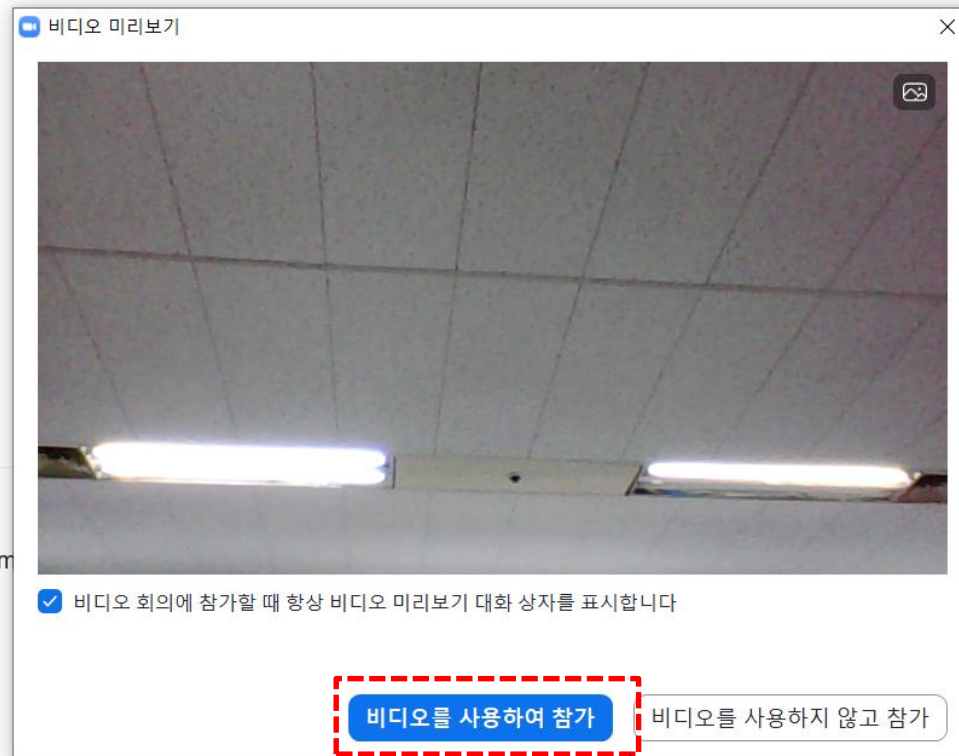 비디오 미리보기
비디오 회의에 참가할 때 항상 비디오 미리보기 대화 상자를 표시합니다
비디오를 사용하여 참가
비디오를 사용하지 않고 참가